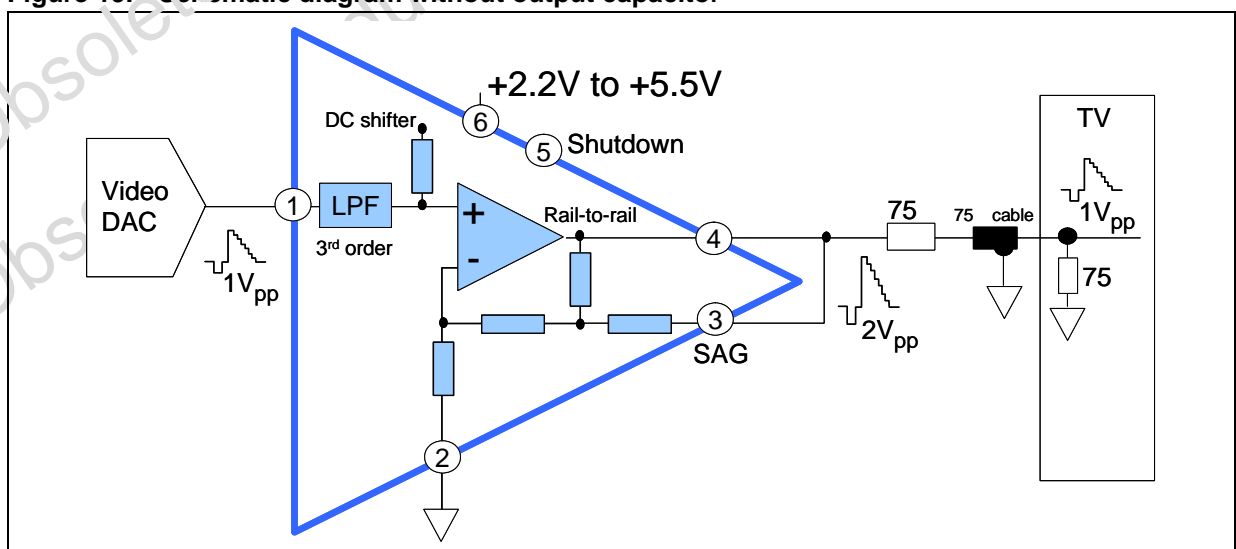 +2.2V to +5.5V
DC shifter
6
5 Shutdown
TV
Video
DAC
1
LPF
3rd order
+
-
Rail-to-rail
4
75
75 cable
1Vpp
1Vpp
75
2Vpp
3
SAG
2